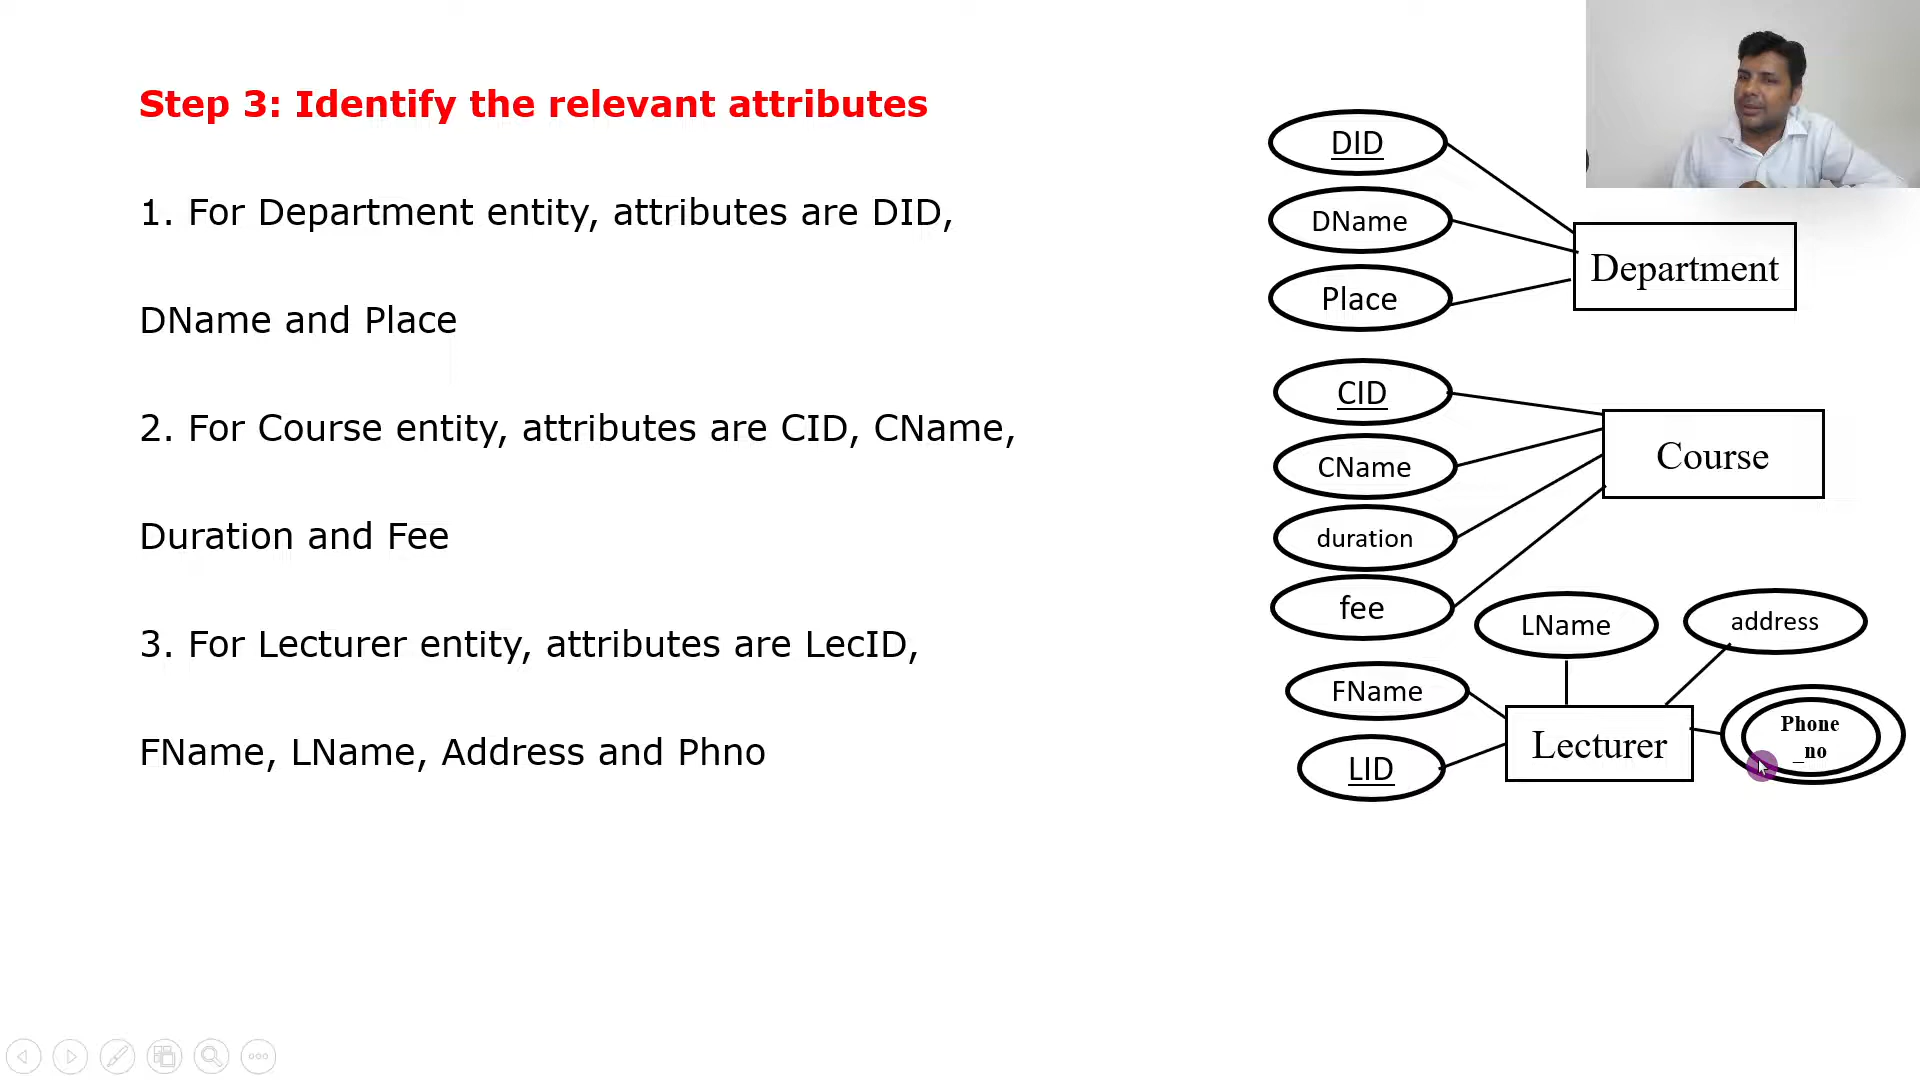 Step 3: Identify the relevant attributes
1. For Department entity, attributes are DID,
DName and Place
2. For Course entity, attributes are CID, CName,
Duration and Fee
3. For Lecturer entity, attributes are LecID,
FName, LName, Address and Phno
DID
DName
Place
Department
CID
CName
duration
fee
Course
LName
address
FName
LID
Lecturer
Phone
_no